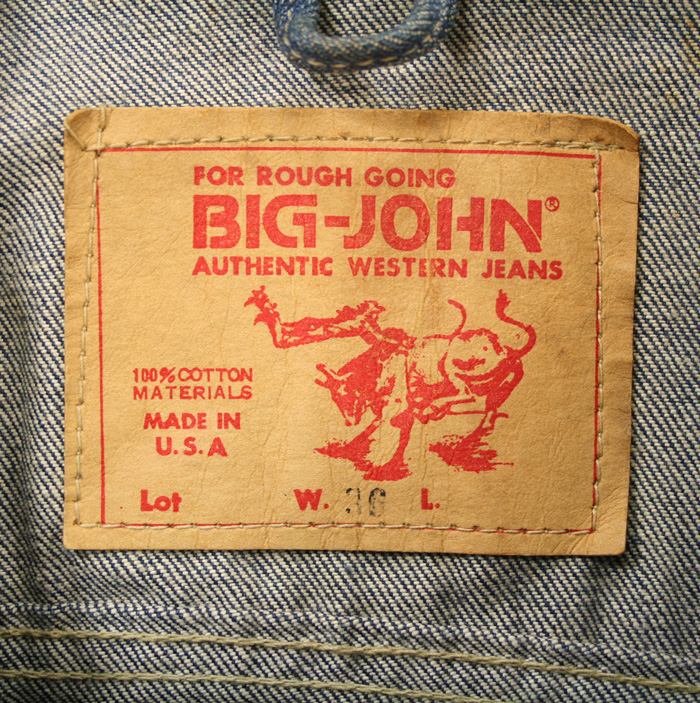 FOR ROUGH GOING
BIG-JOHN®
AUTHENTIC WESTERN JEANS
100% COTTON
MATERIALS
MADE IN
U.S.A
Lot W. 36 L.